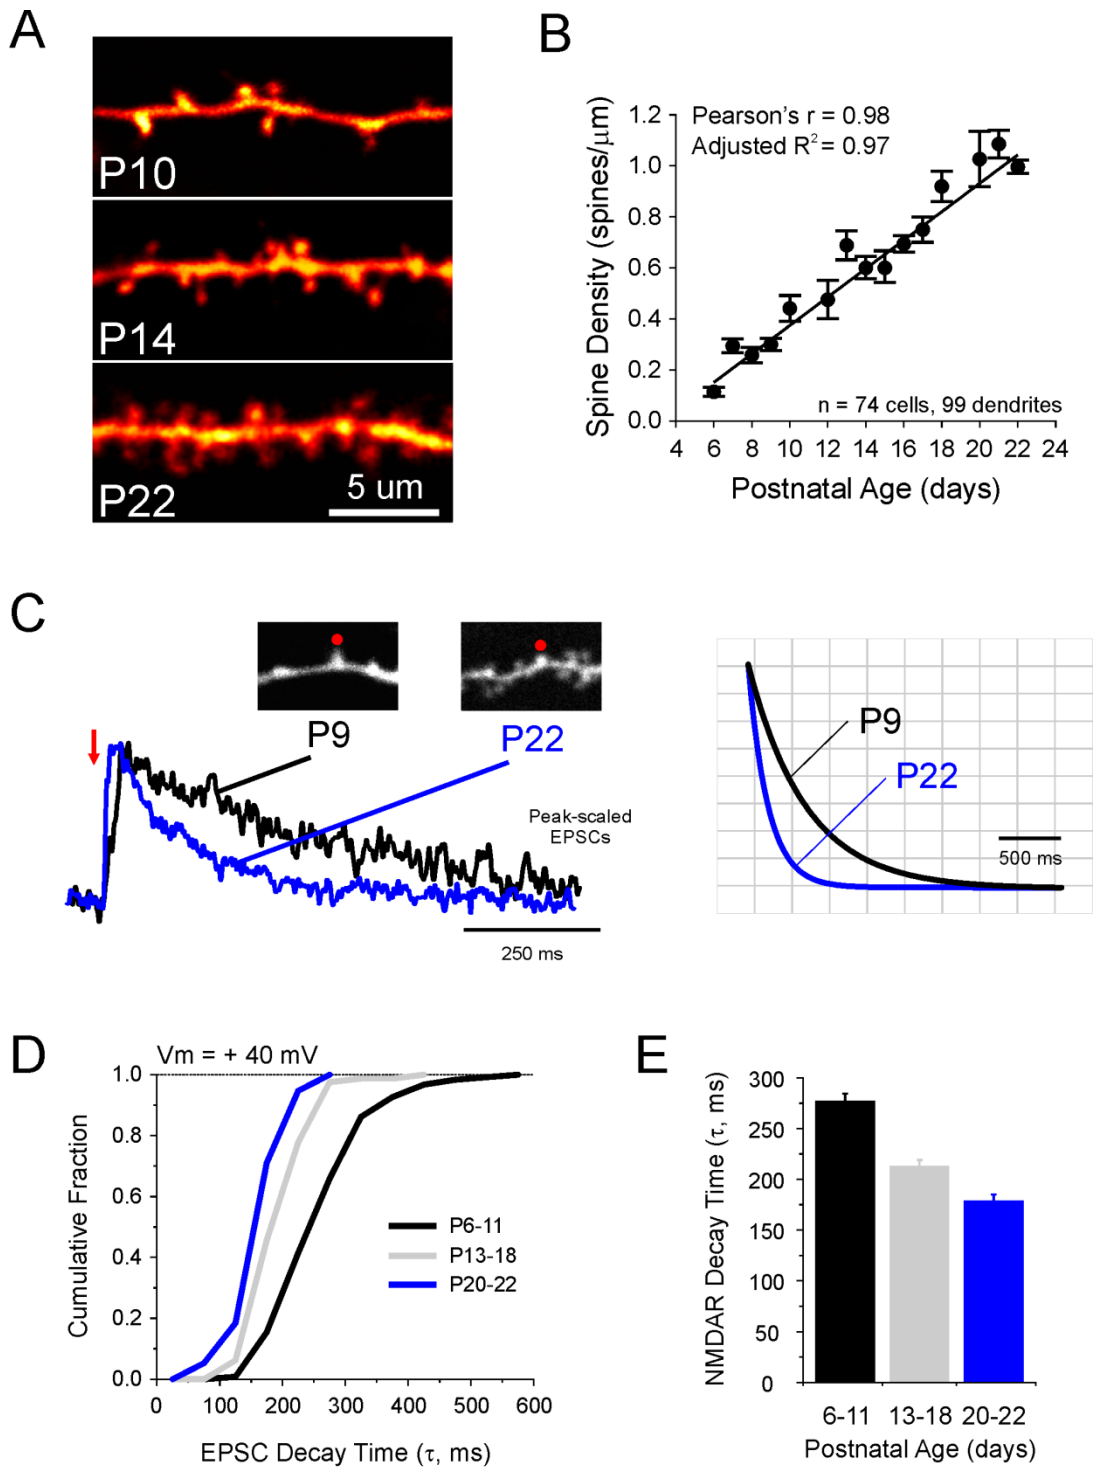 A
P10
P14
P22
5 um
B
Pearson's r = 0.98
Adjusted R² = 0.97
1.2
1.0
0.8
0.6
0.4
0.2
0.0
Spine Density (spines/μm)
n = 74 cells, 99 dendrites
4 6 8 10 12 14 16 18 20 22 24
Postnatal Age (days)
C
P9
P22
Peak-scaled
EPSCs
250 ms
P9
P22
500 ms
D
Vm = + 40 mV
1.0
0.8
0.6
0.4
0.2
0.0
Cumulative Fraction
P6-11
P13-18
P20-22
0 100 200 300 400 500 600
EPSC Decay Time (τ, ms)
E
300
250
200
150
100
50
0
NMDAR Decay Time (τ, ms)
6-11 13-18 20-22
Postnatal Age (days)